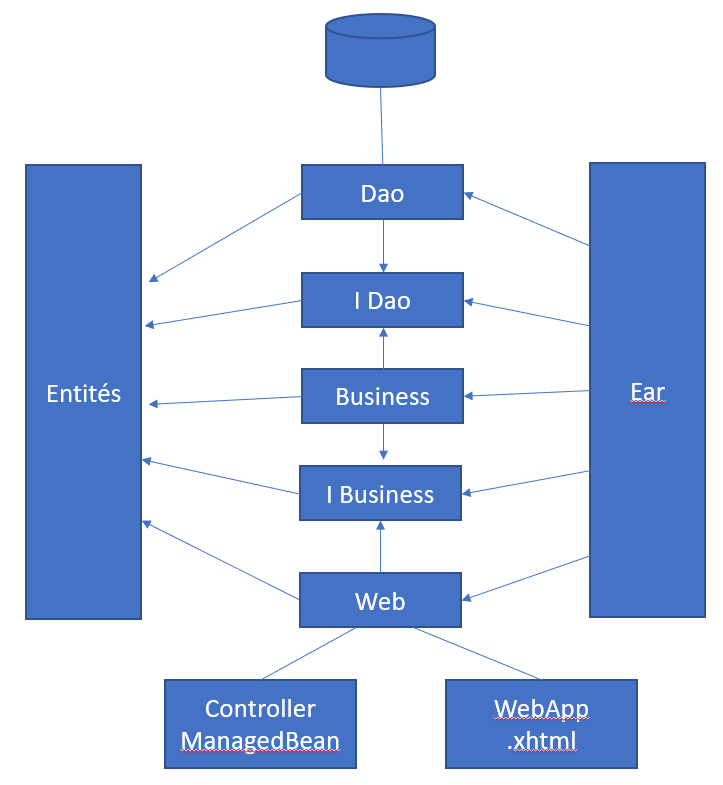 Dao
I Dao
Entités
Business
Ear
I Business
Web
Controller
ManagedBean
WebApp
.xhtml